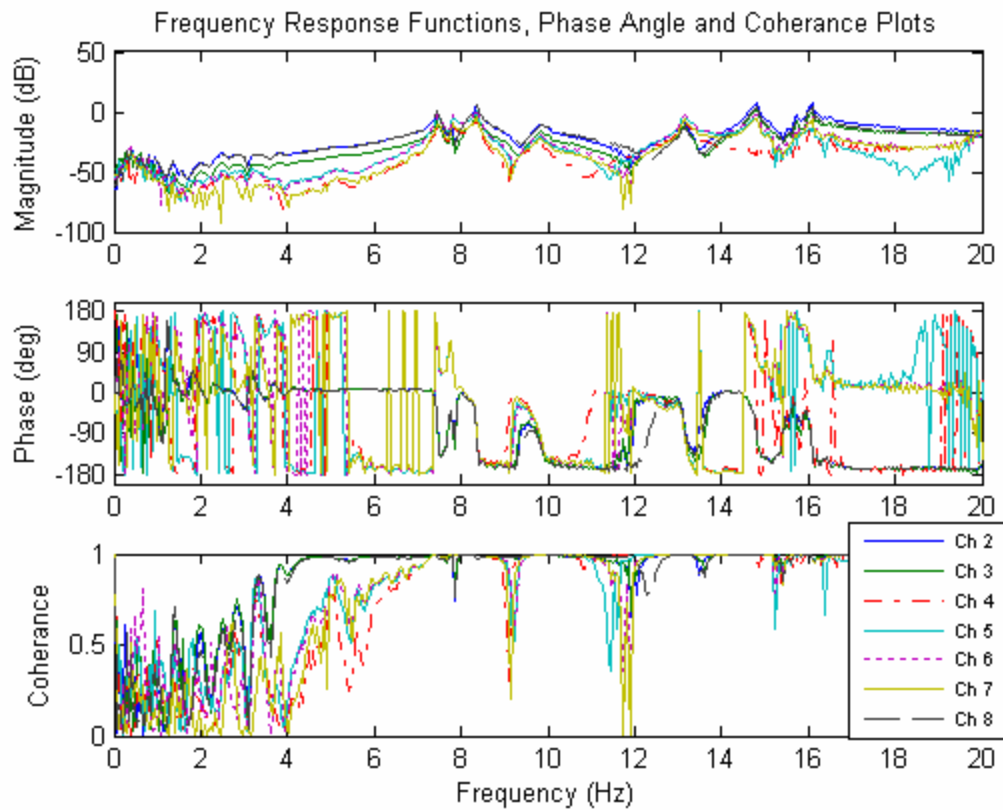 Frequency Response Functions, Phase Angle and Coherance Plots
Magnitude (dB)
50
0
-50
-100
0 2 4 6 8 10 12 14 16 18 20
Phase (deg)
180
90
0
-90
-180
0 2 4 6 8 10 12 14 16 18 20
Coherance
1
0.5
0
0 2 4 6 8 10 12 14 16 18 20
Frequency (Hz)
Ch 2
Ch 3
Ch 4
Ch 5
Ch 6
Ch 7
Ch 8